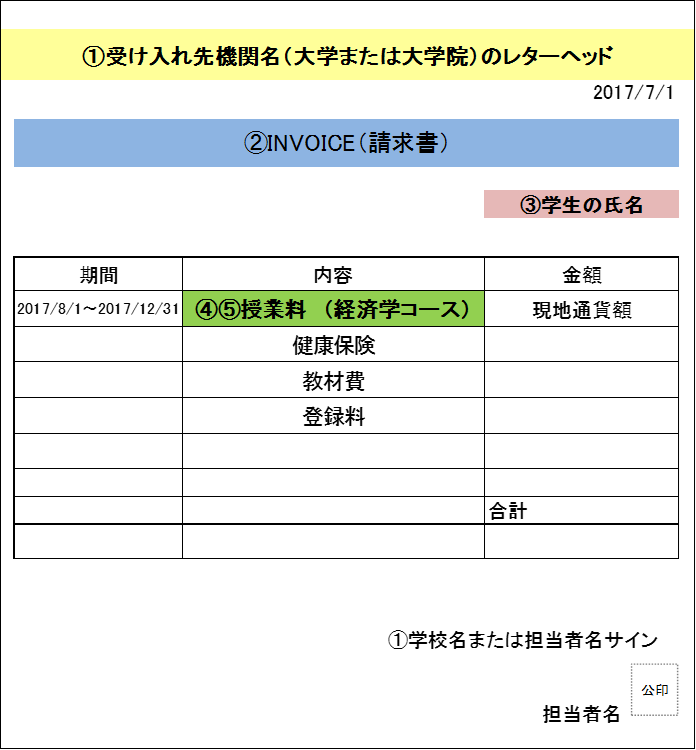 ①受け入れ先機関名（大学または大学院）のレターヘッド
2017/7/1
②INVOICE（請求書）
③学生の氏名
期間 内容 金額
2017/8/1～2017/12/31 ④⑤授業料　（経済学コース） 現地通貨額
健康保険
教材費
登録料
合計
①学校名または担当者名サイン
公印
担当者名